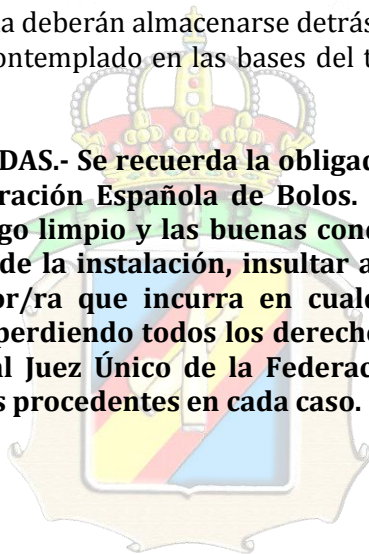 a deberán almacenarse detrás
ontemplado en las bases del t
DAS.- Se recuerda la obligad
ración Española de Bolos.
go limpio y las buenas cond
de la instalación, insultar a
or/ra que incurra en cual
perdiendo todos los derecho
al Juez Único de la Federac
s procedentes en cada caso.